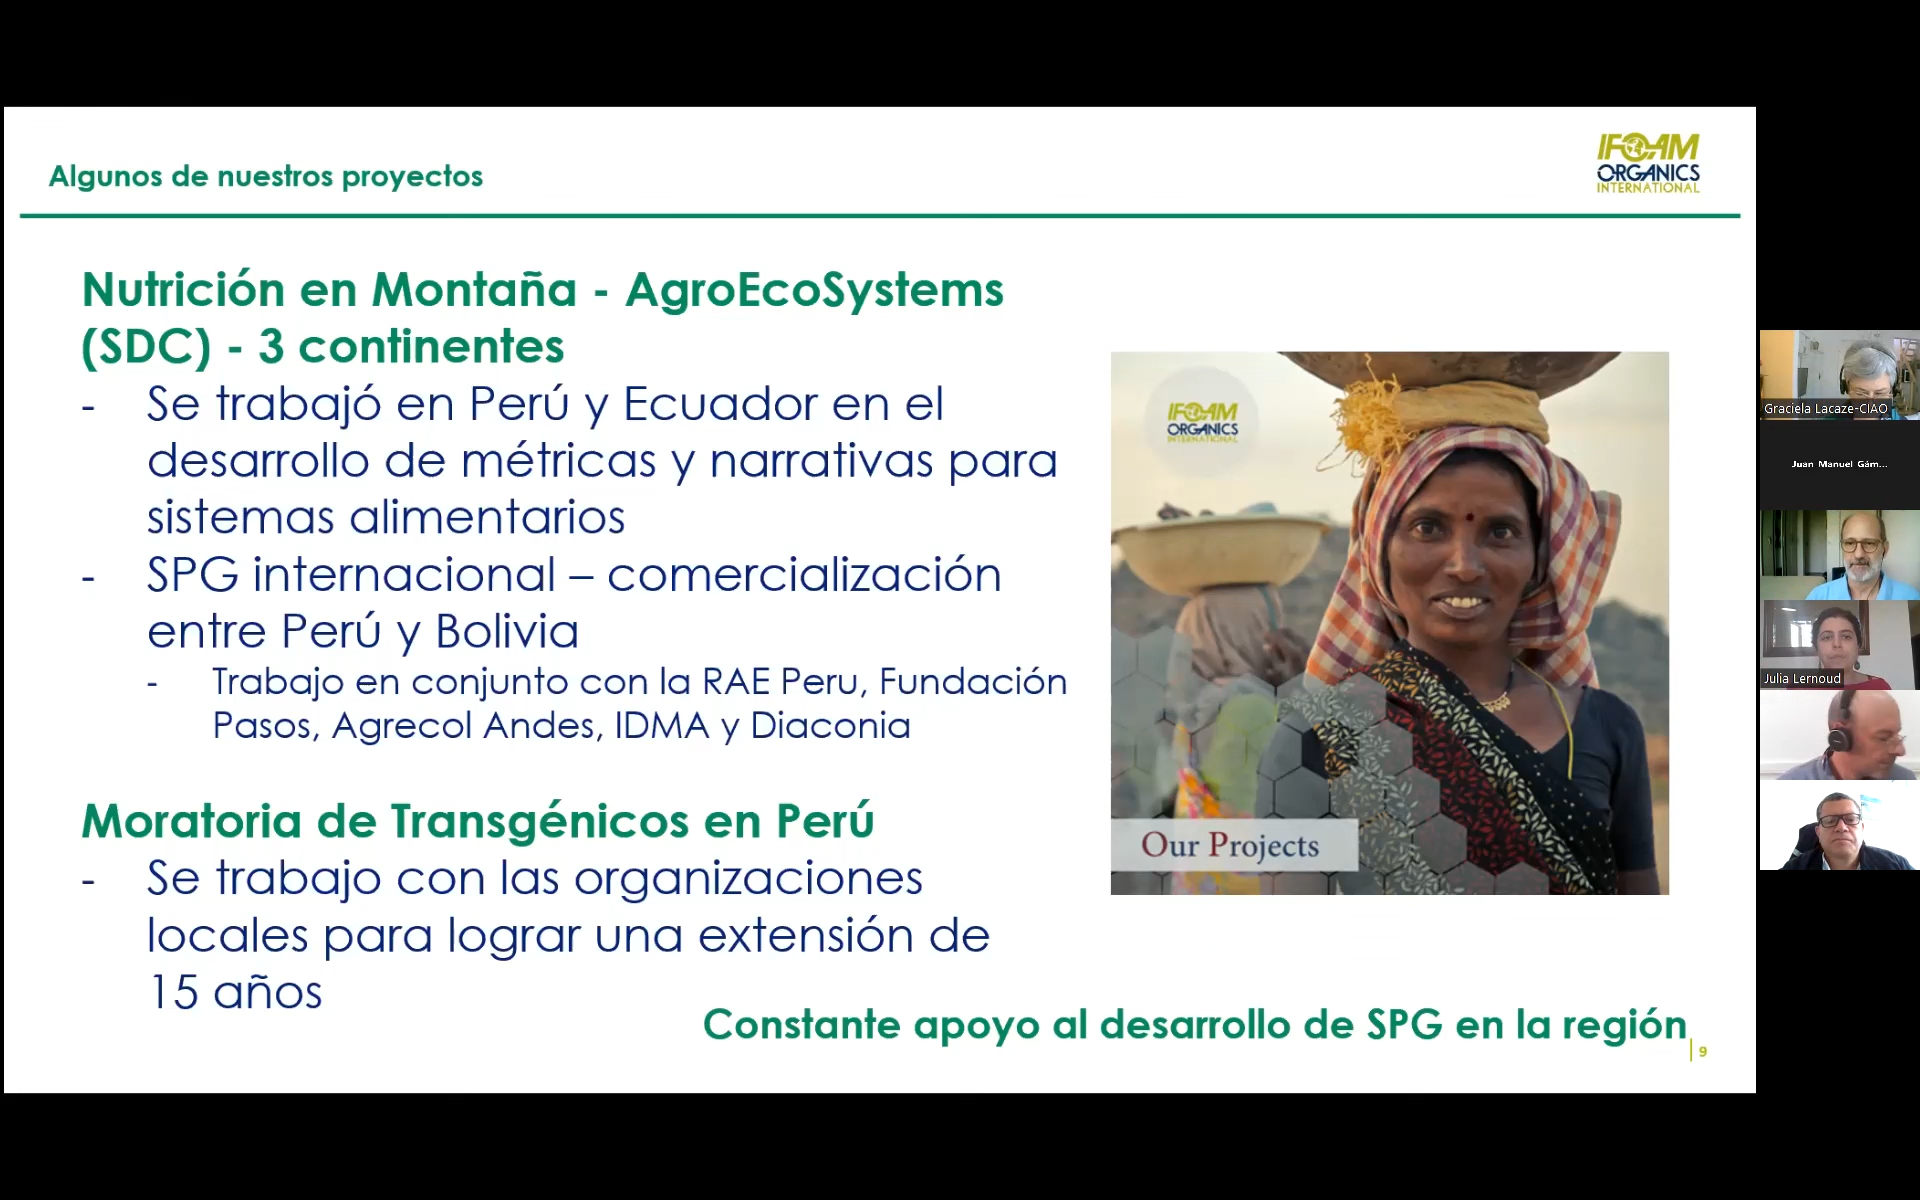 Algunos de nuestros proyectos
IFOAM
ORGANICS
INTERNATIONAL
Nutrición en Montaña - AgroEcoSystems
(SDC) - 3 continentes
- Se trabajó en Perú y Ecuador en el
desarrollo de métricas y narrativas para
sistemas alimentarios
- SPG internacional – comercialización
entre Perú y Bolivia
- Trabajo en conjunto con la RAE Peru, Fundación
Pasos, Agrecol Andes, IDMA y Diaconia
Moratoria de Transgénicos en Perú
- Se trabajo con las organizaciones
locales para lograr una extensión de
15 años
IFOAM
ORGANICS
INTERNATIONAL
Our Projects
Constante apoyo al desarrollo de SPG en la región
9
Graciela Lacaze-CIAO
Juan Manuel Gám...
Julia Lernoud